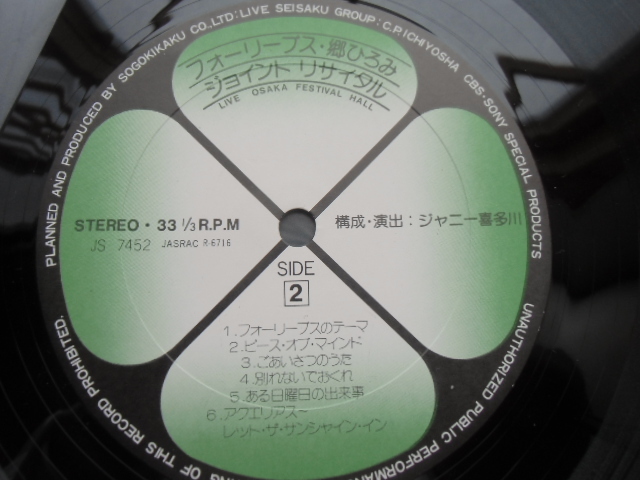 PLANNED AND PRODUCED BY SOGOKIKAKU CO., LTD: LIVE SEISAKU GROUP: C.P. ICHIYOSHA CBS・SONY SPECIAL PRODUCTS
フォーリーブス・郷ひろみ
ジョイント リサイタル
LIVE OSAKA FESTIVAL HALL
STEREO・33 1/3 R.P.M
JS 7452 JASRAC R-6716
構成・演出：ジャニー喜多川
SIDE
2
1.フォーリーブスのテーマ
2.ピース・オブ・マインド
3.ごあいさつのうた
4.別れないでおくれ
5.ある日曜日の出来事
6.アクエリアス〜
レット・ザ・サンシャイン・イン
UNAUTHORIZED PUBLIC PERFORMAN
NG OF THIS RECORD PROHIBITED.